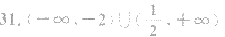 31. (-∞, -2)∪(1/2, +∞)